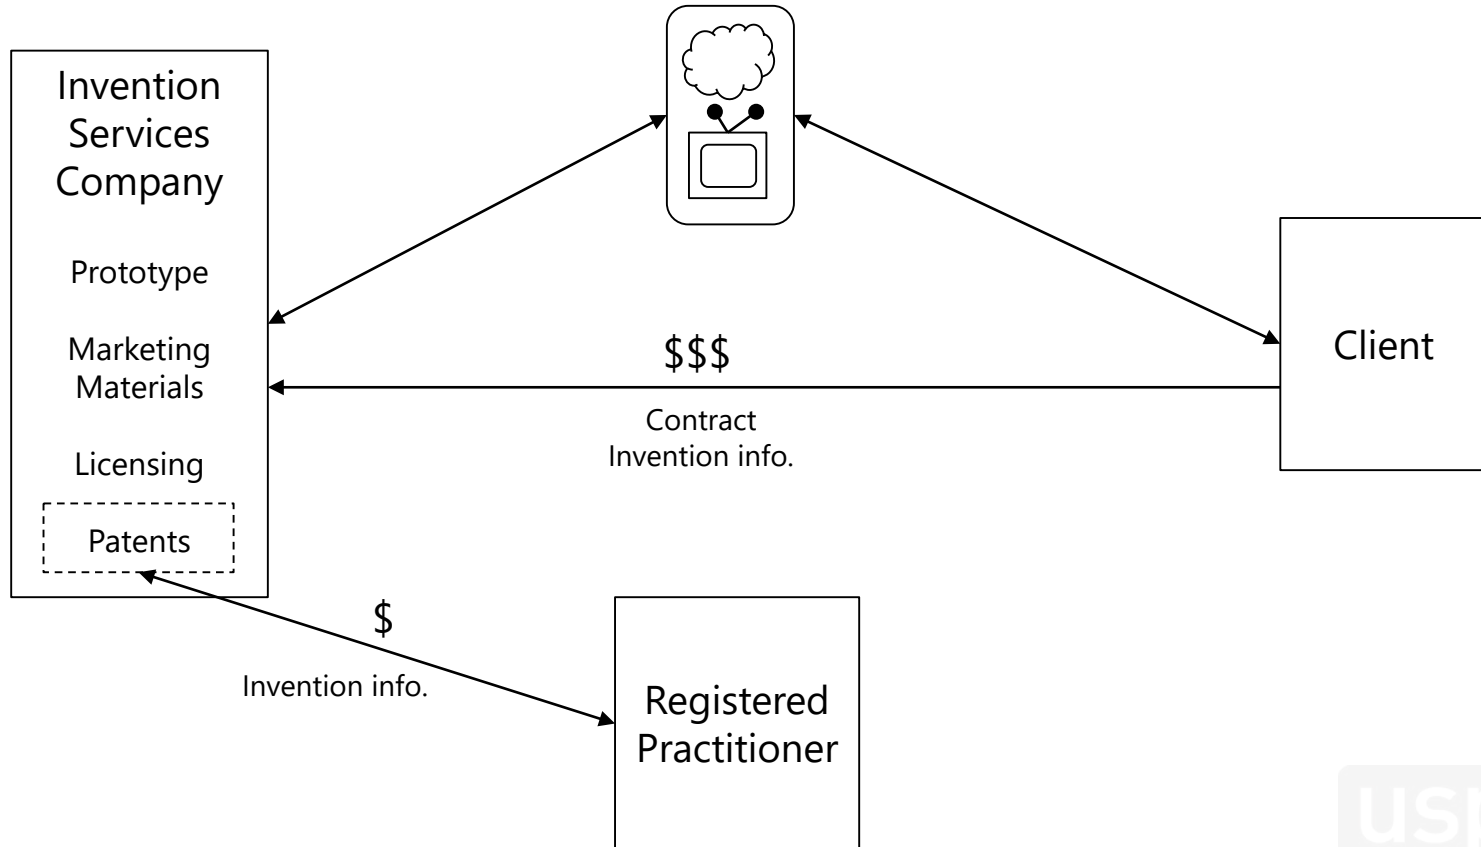 Invention
Services
Company
Prototype
Marketing
Materials
Licensing
Patents
$$$
Contract
Invention info.
Client
$
Invention info.
Registered
Practitioner